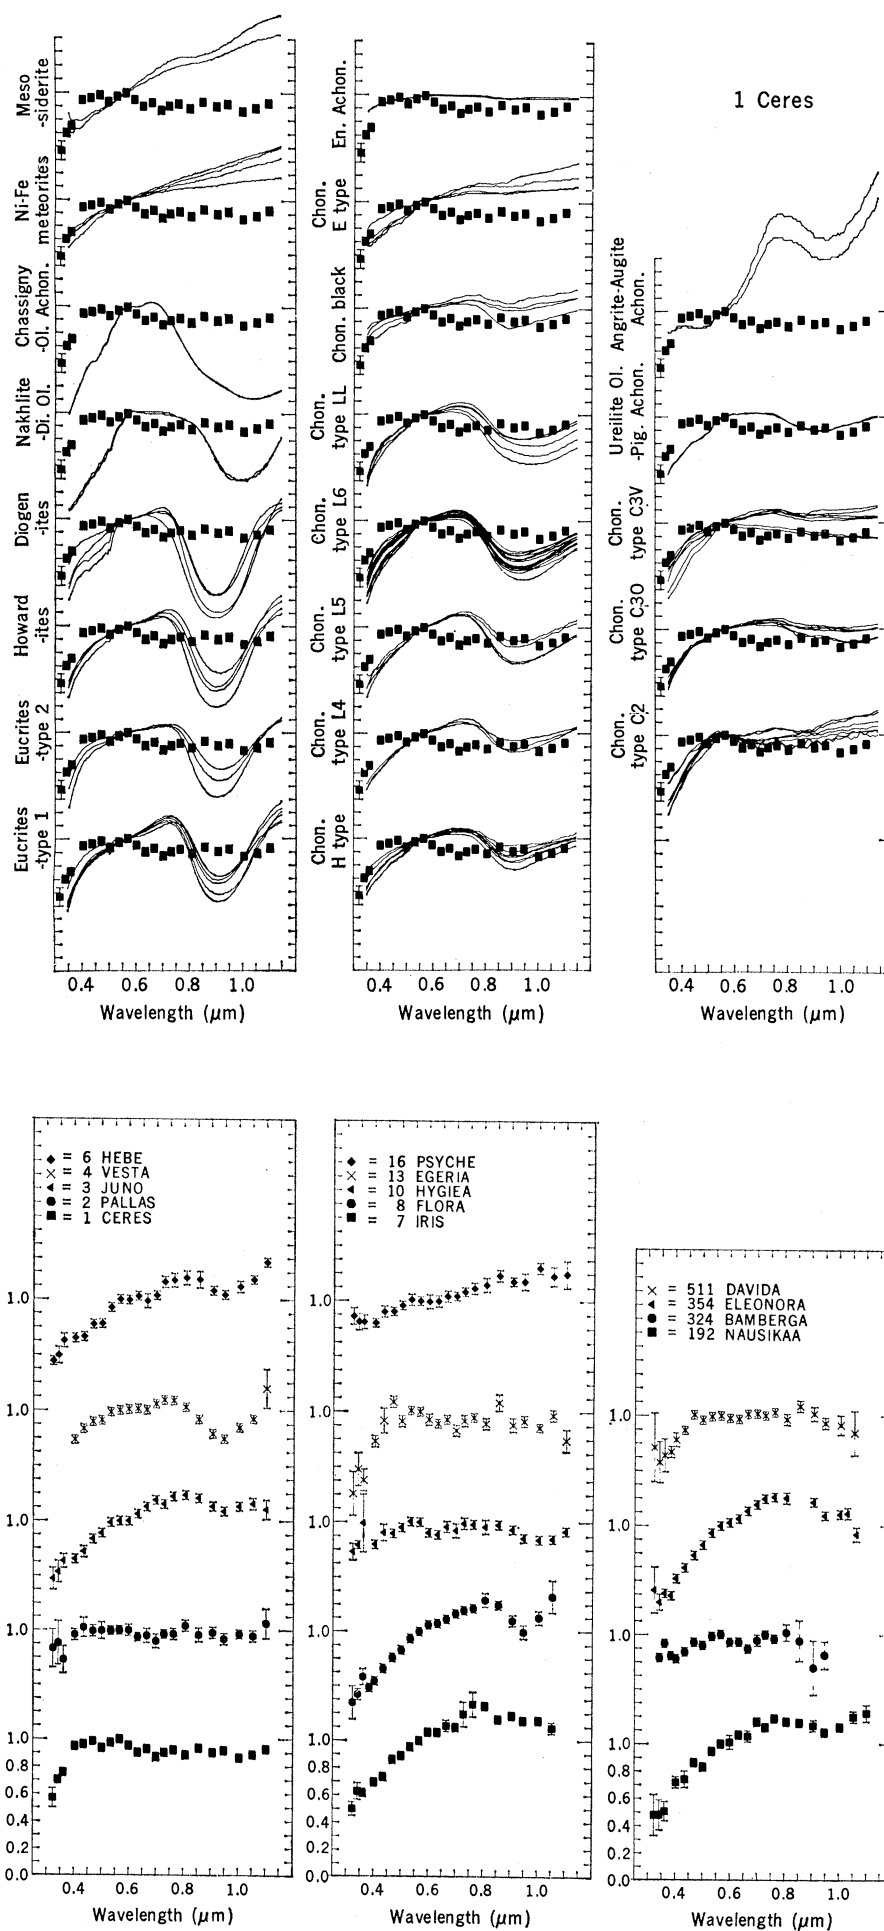 1 Ceres
Meso
-siderite
Ni-Fe
meteorites
Chassigny
-Ol. Achon.
Nakhlite
-Di. Ol.
Diogen
-ites
Howard
-ites
Eucrites
-type 2
Eucrites
-type 1
0.4 0.6 0.8 1.0
Wavelength (μm)
En. Achon.
Chon.
E type
Chon. black
Chon.
type LL
Chon.
type L6
Chon.
type L5
Chon.
type L4
Chon.
H type
0.4 0.6 0.8 1.0
Wavelength (μm)
Angrite-Augite
Achon.
Ureilite Ol.
-Pig. Achon.
Chon.
type C3V
Chon.
type C3O
Chon.
type C2
0.4 0.6 0.8 1.0
Wavelength (μm)
= 6 HEBE
= 4 VESTA
= 3 JUNO
= 2 PALLAS
= 1 CERES
1.0
1.0
1.0
1.0
1.0
0.8
0.6
0.4
0.2
0.0
0.4 0.6 0.8 1.0
Wavelength (μm)
= 16 PSYCHE
= 13 EGERIA
= 10 HYGIEA
= 8 FLORA
= 7 IRIS
1.0
1.0
1.0
1.0
1.0
0.8
0.6
0.4
0.2
0.0
0.4 0.6 0.8 1.0
Wavelength (μm)
= 511 DAVIDA
= 354 ELEONORA
= 324 BAMBERGA
= 192 NAUSIKAA
1.0
1.0
1.0
1.0
0.8
0.6
0.4
0.2
0.0
0.4 0.6 0.8 1.0
Wavelength (μm)